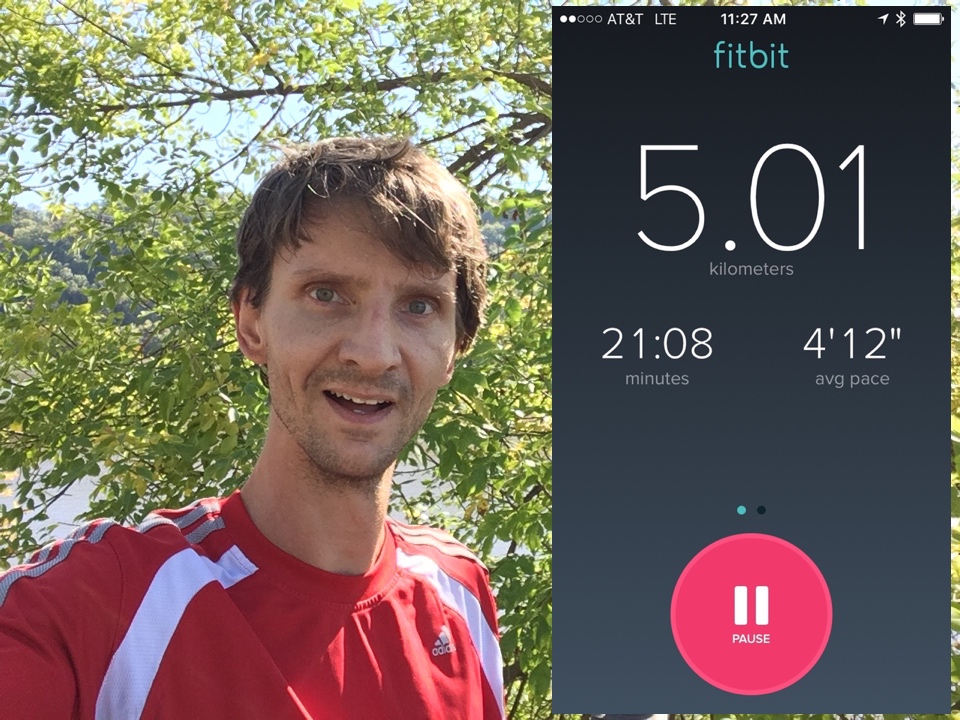 AT&T LTE 11:27 AM
fitbit
5.01
kilometers
21:08 4'12"
minutes avg pace
PAUSE
adidas